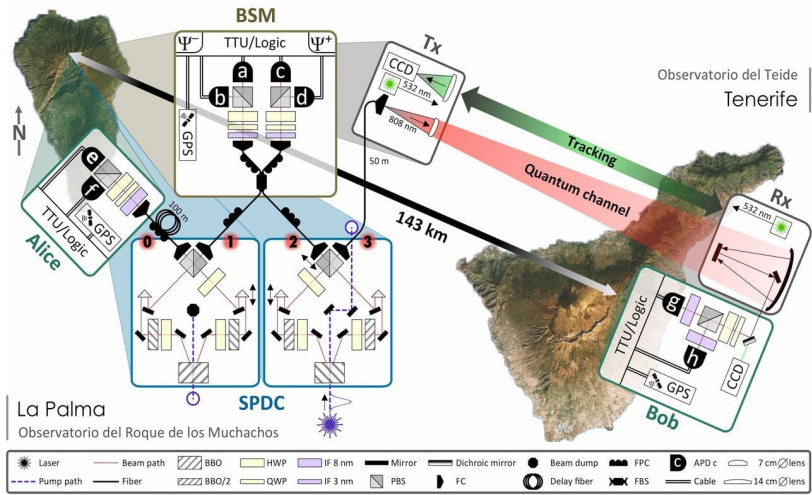 BSM
Ψ⁻
TTU/Logic
Ψ⁺
a
c
b
d
GPS
Tx
CCD
532 nm
808 nm
50 m
Observatorio del Teide
Tenerife
N
Tracking
Quantum channel
143 km
Rx
532 nm
e
f
GPS
TTU/Logic
Alice
100 m
0
1
2
3
TTU/Logic
g
h
GPS
CCD
Bob
SPDC
La Palma
Observatorio del Roque de los Muchachos
Laser
Beam path
BBO
HWP
IF 8 nm
Mirror
Dichroic mirror
Beam dump
FPC
c
APD c
7 cm Ø lens
Pump path
Fiber
BBO/2
QWP
IF 3 nm
PBS
FC
Delay fiber
FBS
Cable
14 cm Ø lens